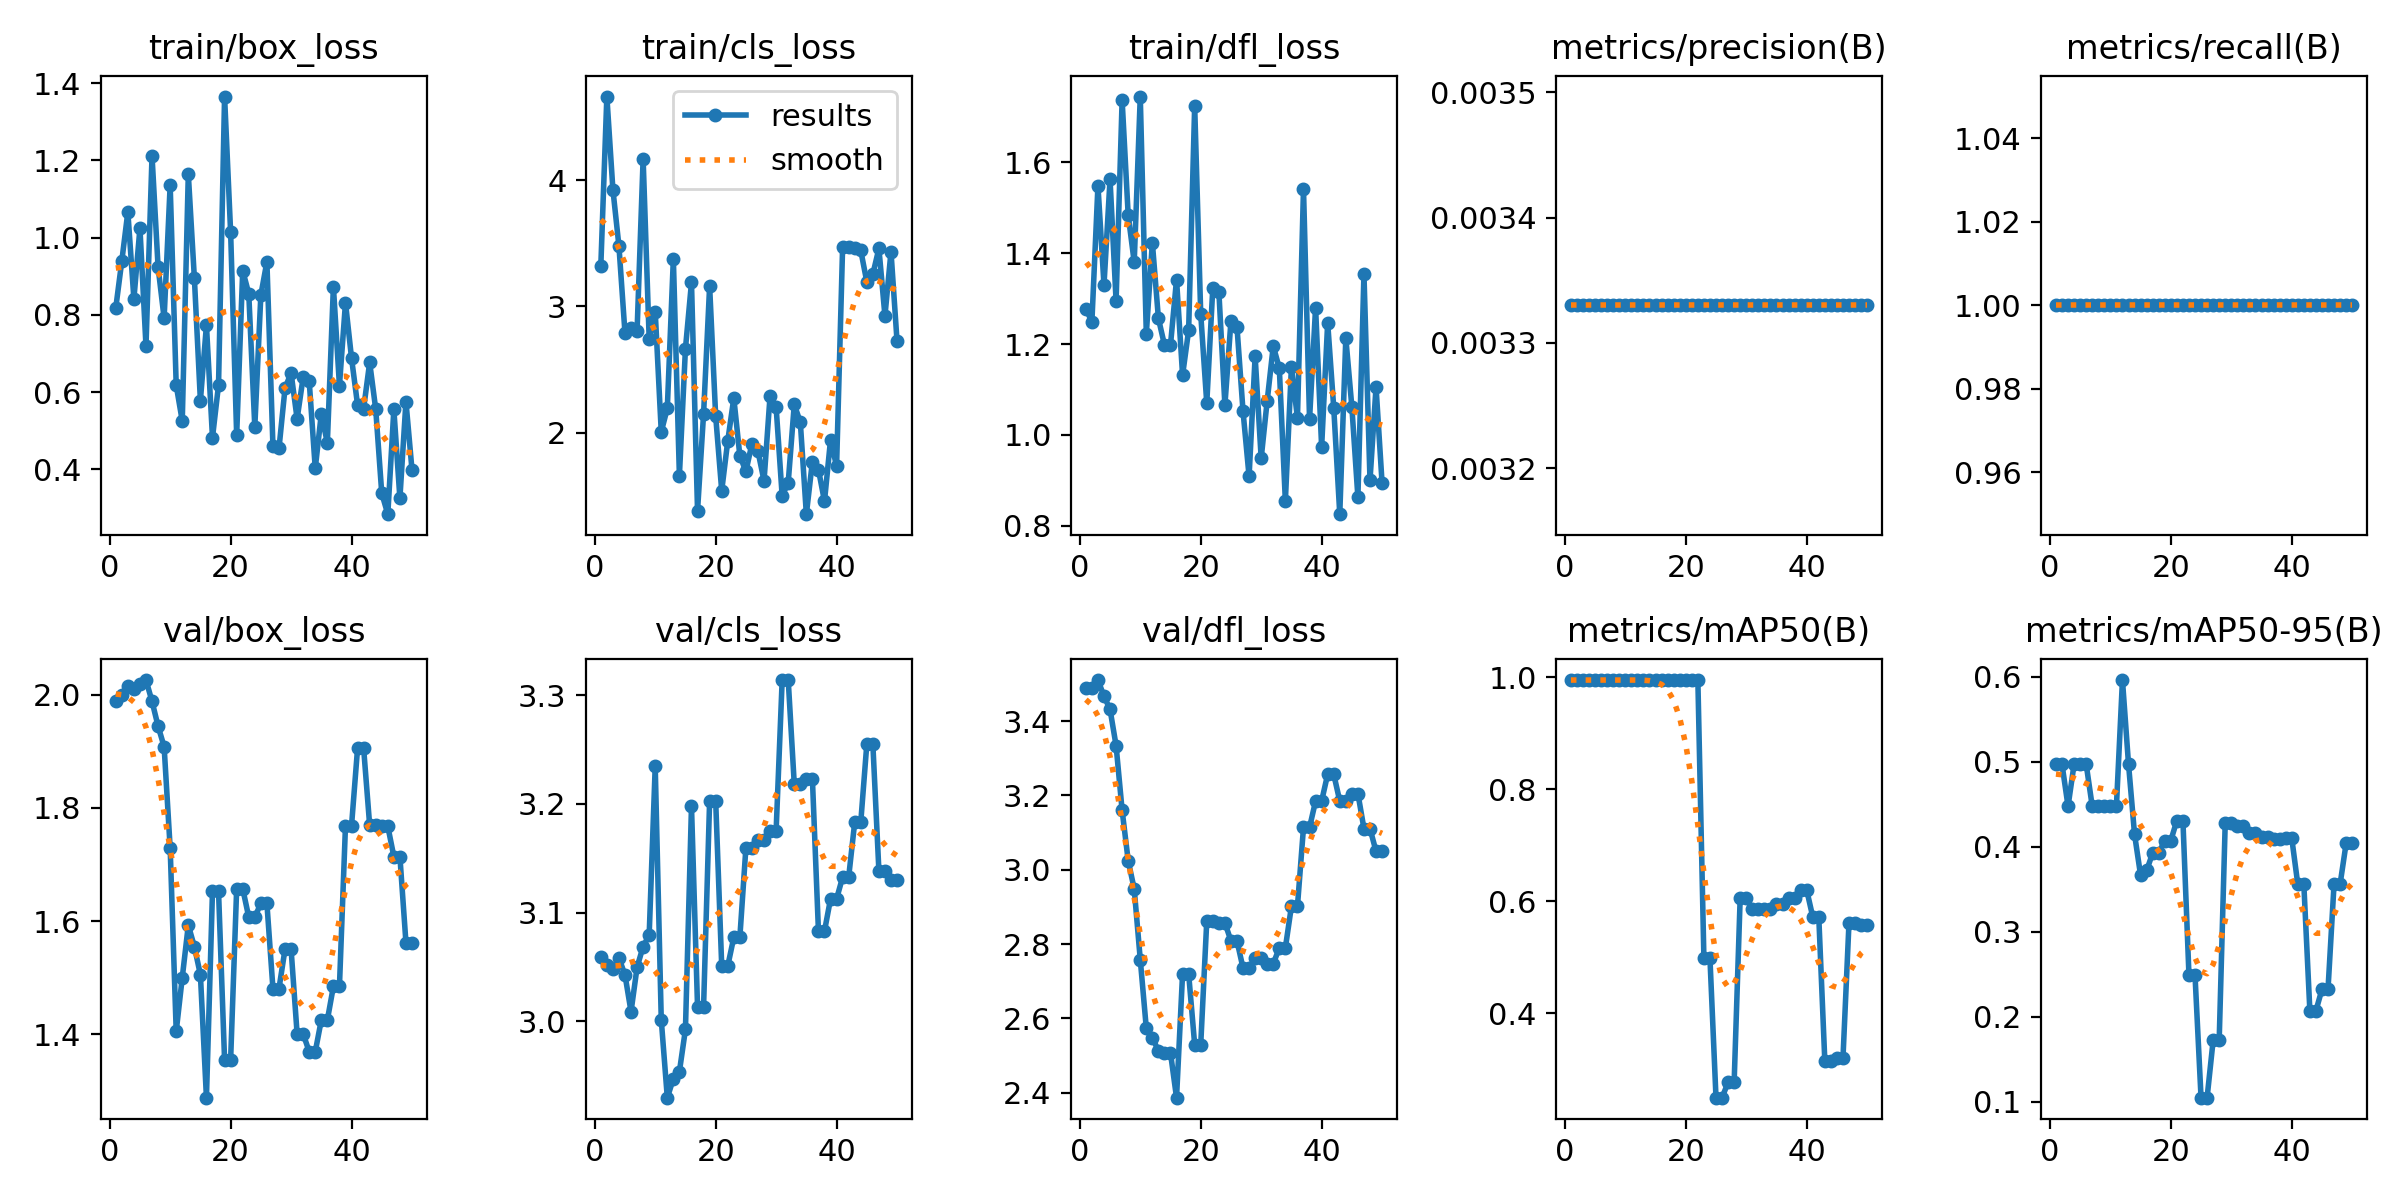 train/box_loss
1.4
1.2
1.0
0.8
0.6
0.4
0 20 40
train/cls_loss
results
smooth
4
3
2
0 20 40
train/dfl_loss
1.6
1.4
1.2
1.0
0.8
0 20 40
metrics/precision(B)
0.0035
0.0034
0.0033
0.0032
0 20 40
metrics/recall(B)
1.04
1.02
1.00
0.98
0.96
0 20 40
val/box_loss
2.0
1.8
1.6
1.4
0 20 40
val/cls_loss
3.3
3.2
3.1
3.0
0 20 40
val/dfl_loss
3.4
3.2
3.0
2.8
2.6
2.4
0 20 40
metrics/mAP50(B)
1.0
0.8
0.6
0.4
0 20 40
metrics/mAP50-95(B)
0.6
0.5
0.4
0.3
0.2
0.1
0 20 40